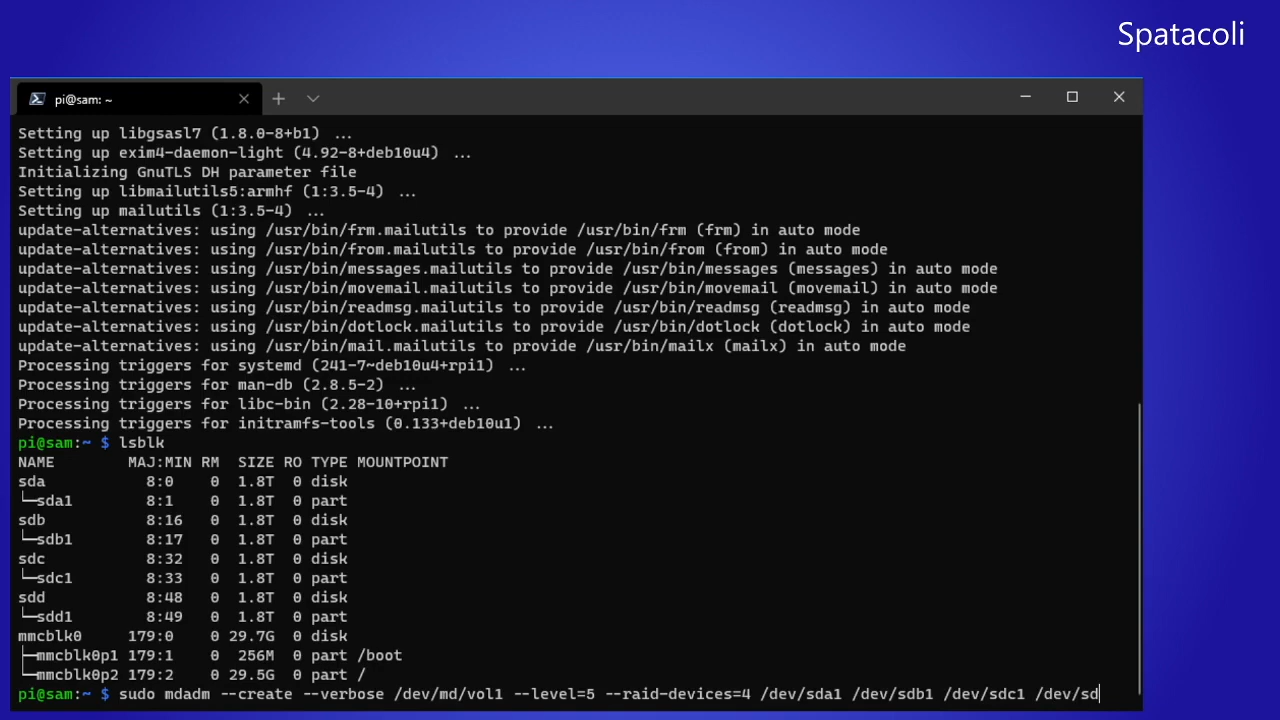 Spatacoli
pi@sam: ~
Setting up libgsasl7 (1.8.0-8+b1) ...
Setting up exim4-daemon-light (4.92-8+deb10u4) ...
Initializing GnuTLS DH parameter file
Setting up libmailutils5:armhf (1:3.5-4) ...
Setting up mailutils (1:3.5-4) ...
update-alternatives: using /usr/bin/frm.mailutils to provide /usr/bin/frm (frm) in auto mode
update-alternatives: using /usr/bin/from.mailutils to provide /usr/bin/from (from) in auto mode
update-alternatives: using /usr/bin/messages.mailutils to provide /usr/bin/messages (messages) in auto mode
update-alternatives: using /usr/bin/movemail.mailutils to provide /usr/bin/movemail (movemail) in auto mode
update-alternatives: using /usr/bin/readmsg.mailutils to provide /usr/bin/readmsg (readmsg) in auto mode
update-alternatives: using /usr/bin/dotlock.mailutils to provide /usr/bin/dotlock (dotlock) in auto mode
update-alternatives: using /usr/bin/mail.mailutils to provide /usr/bin/mailx (mailx) in auto mode
Processing triggers for systemd (241-7~deb10u4+rpi1) ...
Processing triggers for man-db (2.8.5-2) ...
Processing triggers for libc-bin (2.28-10+rpi1) ...
Processing triggers for initramfs-tools (0.133+deb10u1) ...
pi@sam:~ $ lsblk
NAME        MAJ:MIN RM  SIZE RO TYPE MOUNTPOINT
sda           8:0    0  1.8T  0 disk
└─sda1        8:1    0  1.8T  0 part
sdb           8:16   0  1.8T  0 disk
└─sdb1        8:17   0  1.8T  0 part
sdc           8:32   0  1.8T  0 disk
└─sdc1        8:33   0  1.8T  0 part
sdd           8:48   0  1.8T  0 disk
└─sdd1        8:49   0  1.8T  0 part
mmcblk0     179:0    0 29.7G  0 disk
├─mmcblk0p1 179:1    0  256M  0 part /boot
└─mmcblk0p2 179:2    0 29.5G  0 part /
pi@sam:~ $ sudo mdadm --create --verbose /dev/md/vol1 --level=5 --raid-devices=4 /dev/sda1 /dev/sdb1 /dev/sdc1 /dev/sd